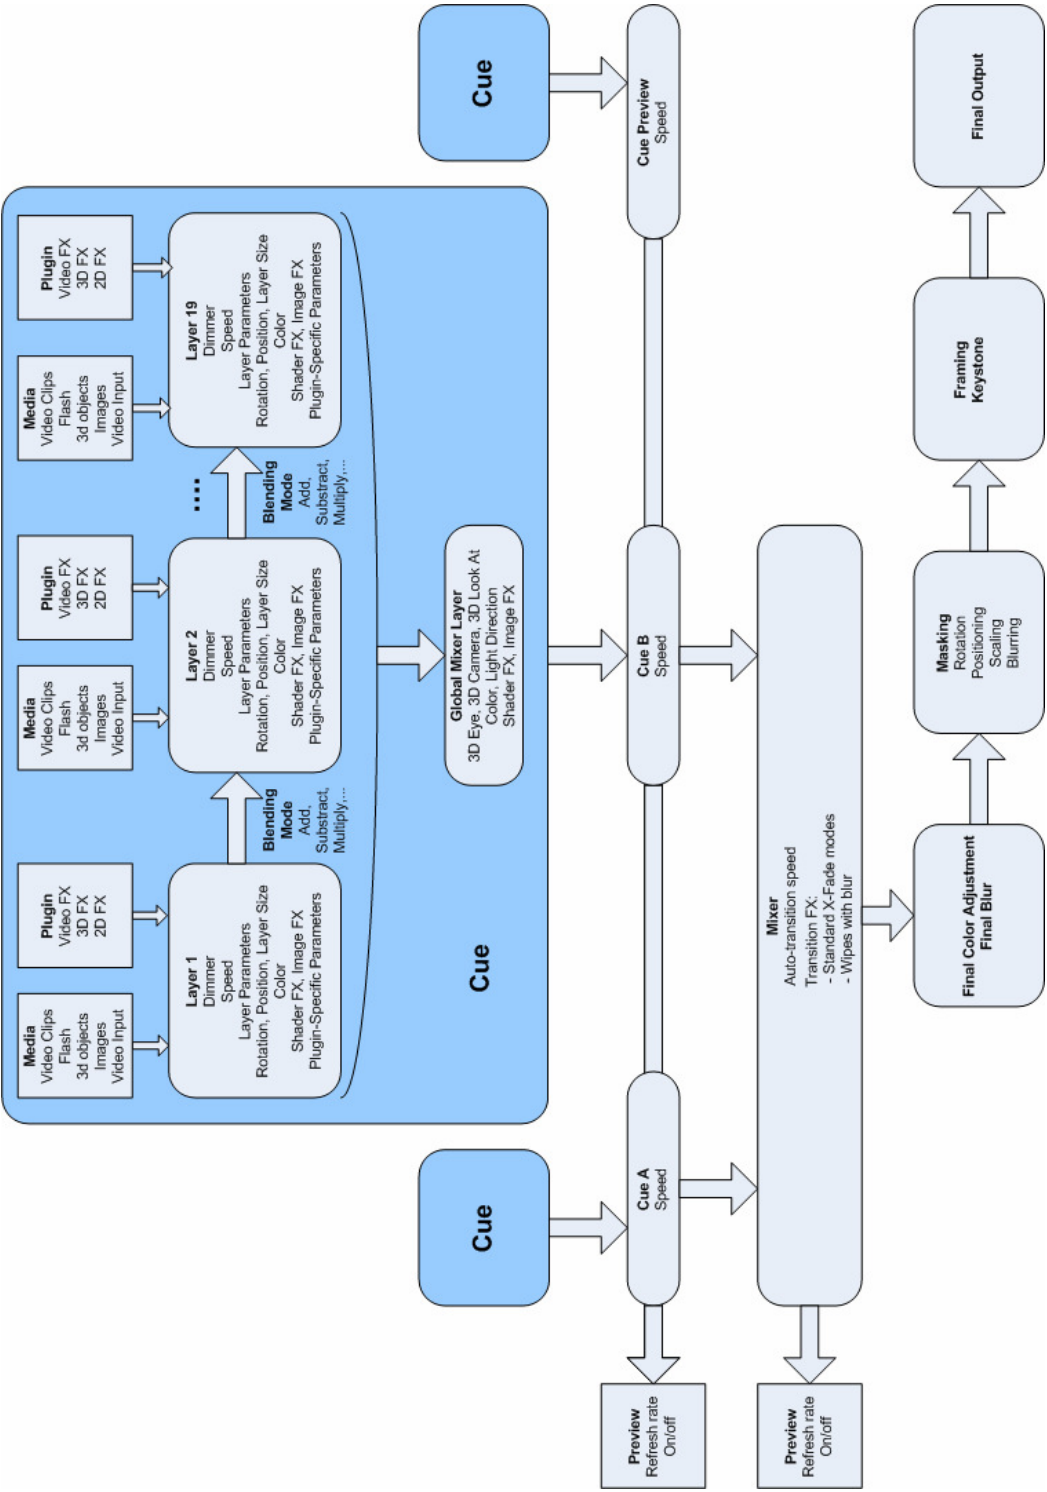 Media
Video Clips
Flash
3d objects
Images
Video Input
Plugin
Video FX
3D FX
2D FX
Media
Video Clips
Flash
3d objects
Images
Video Input
Plugin
Video FX
3D FX
2D FX
Media
Video Clips
Flash
3d objects
Images
Video Input
Plugin
Video FX
3D FX
2D FX
Layer 1
Dimmer
Speed
Layer Parameters
Rotation, Position, Layer Size
Color
Shader FX, Image FX
Plugin-Specific Parameters
Blending
Mode
Add,
Substract,
Multiply,...
Layer 2
Dimmer
Speed
Layer Parameters
Rotation, Position, Layer Size
Color
Shader FX, Image FX
Plugin-Specific Parameters
....
Blending
Mode
Add,
Substract,
Multiply,...
Layer 19
Dimmer
Speed
Layer Parameters
Rotation, Position, Layer Size
Color
Shader FX, Image FX
Plugin-Specific Parameters
Cue
Cue
Global Mixer Layer
3D Eye, 3D Camera, 3D Look At
Color, Light Direction
Shader FX, Image FX
Cue
Preview
Refresh rate
On/off
Cue A
Speed
Cue B
Speed
Cue Preview
Speed
Preview
Refresh rate
On/off
Mixer
Auto-transition speed
Transition FX:
- Standard X-Fade modes
- Wipes with blur
Final Color Adjustment
Final Blur
Masking
Rotation
Positioning
Scaling
Blurring
Framing
Keystone
Final Output